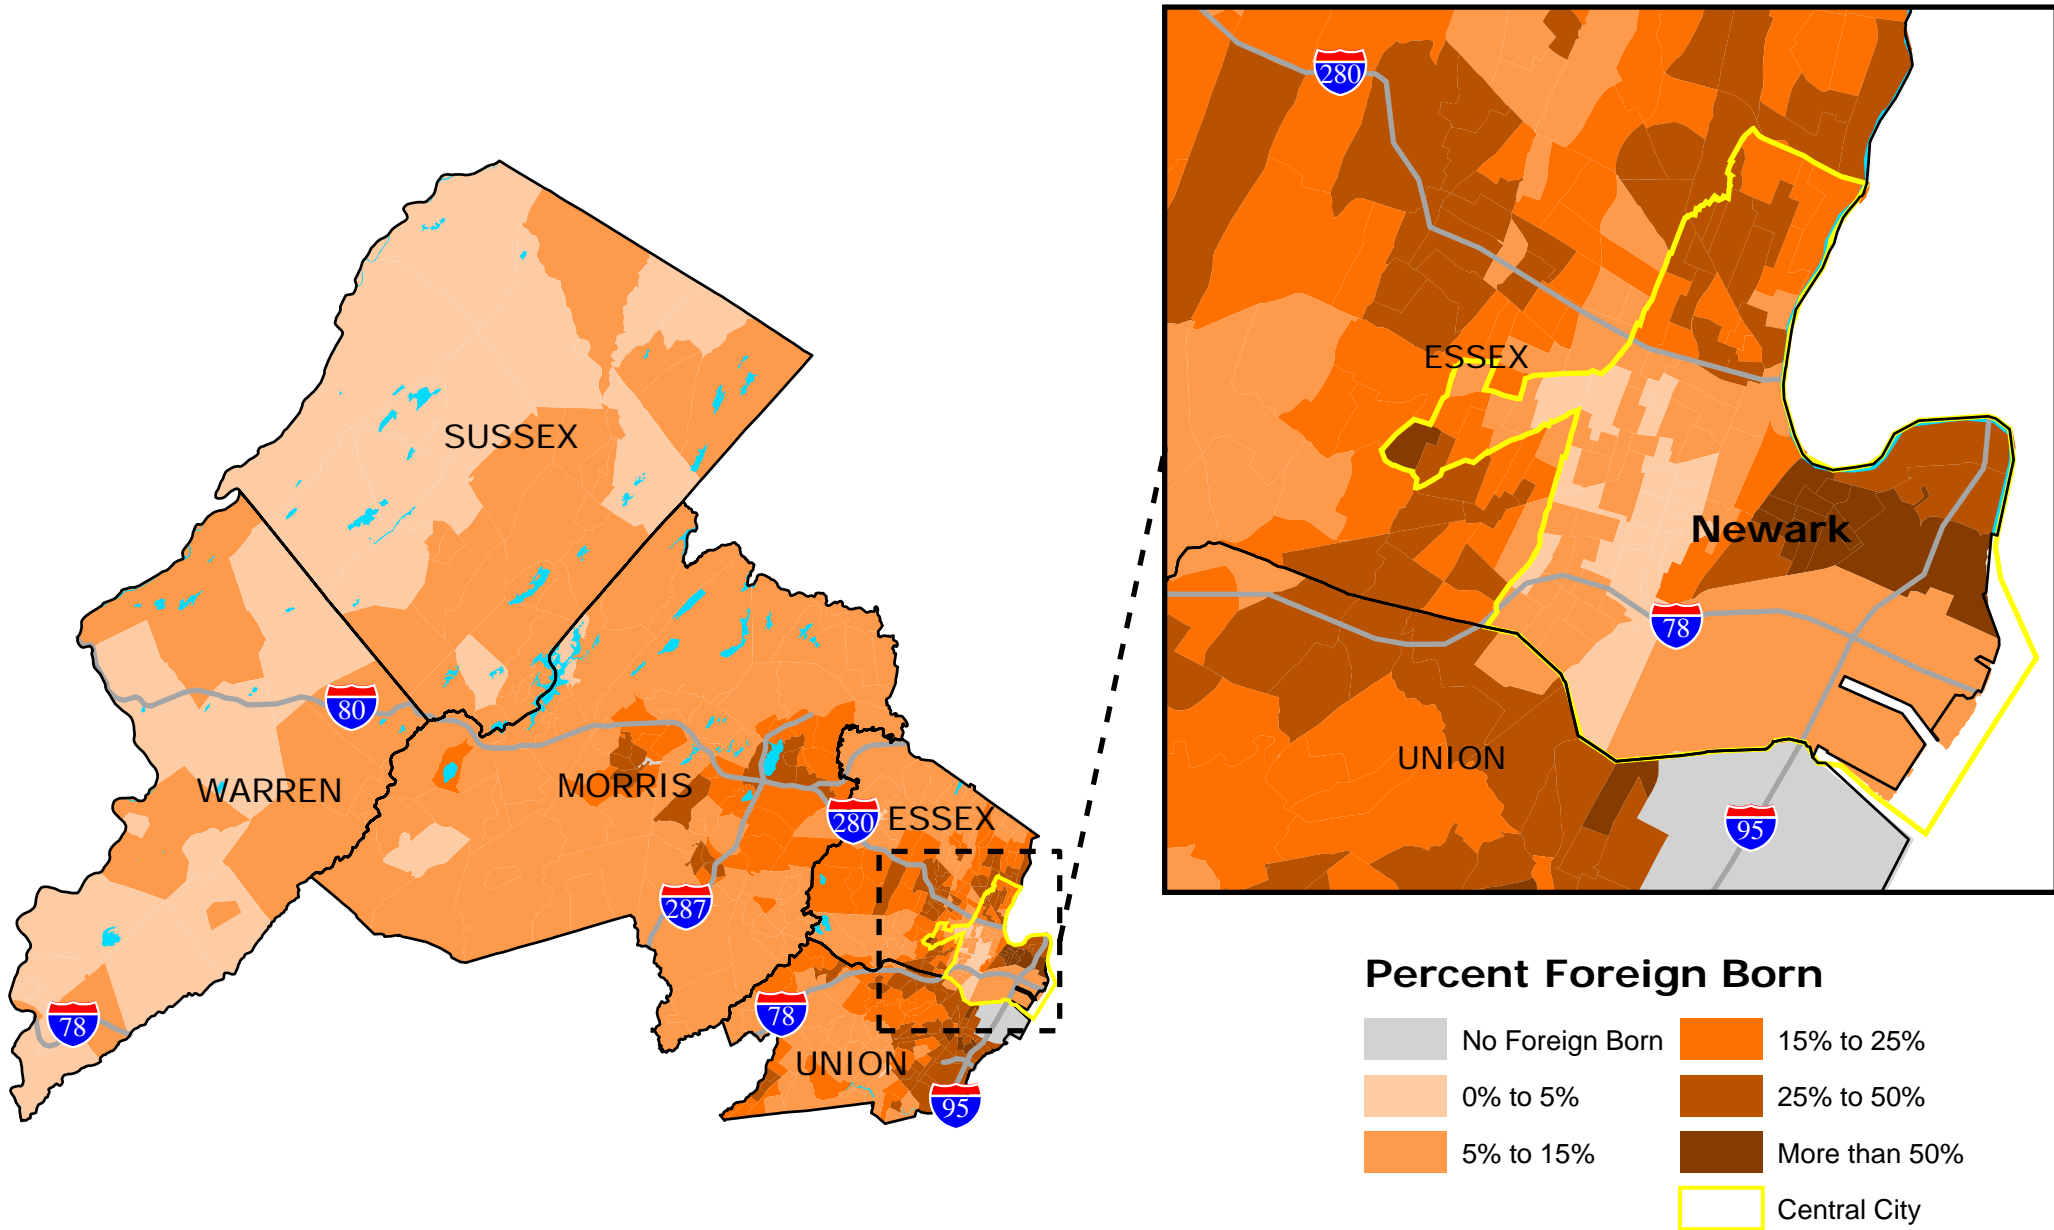 280
ESSEX
Newark
78
UNION
95
SUSSEX
80
WARREN
MORRIS
280
ESSEX
287
78
78
UNION
95
Percent Foreign Born
No Foreign Born
0% to 5%
5% to 15%
15% to 25%
25% to 50%
More than 50%
Central City